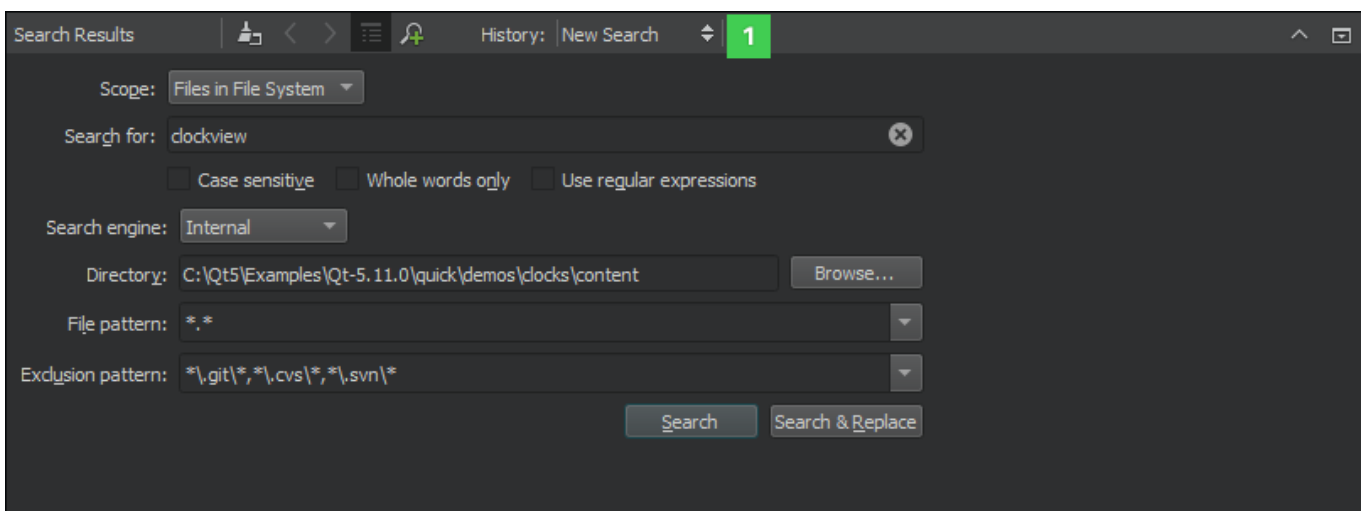 Search Results History: New Search 1
Scope: Files in File System
Search for: clockview
Case sensitive Whole words only Use regular expressions
Search engine: Internal
Directory: C:\Qt5\Examples\Qt-5.11.0\quick\demos\clocks\content Browse...
File pattern: *.*
Exclusion pattern: *\.git\*,*\.cvs\*,*\.svn\*
Search Search & Replace